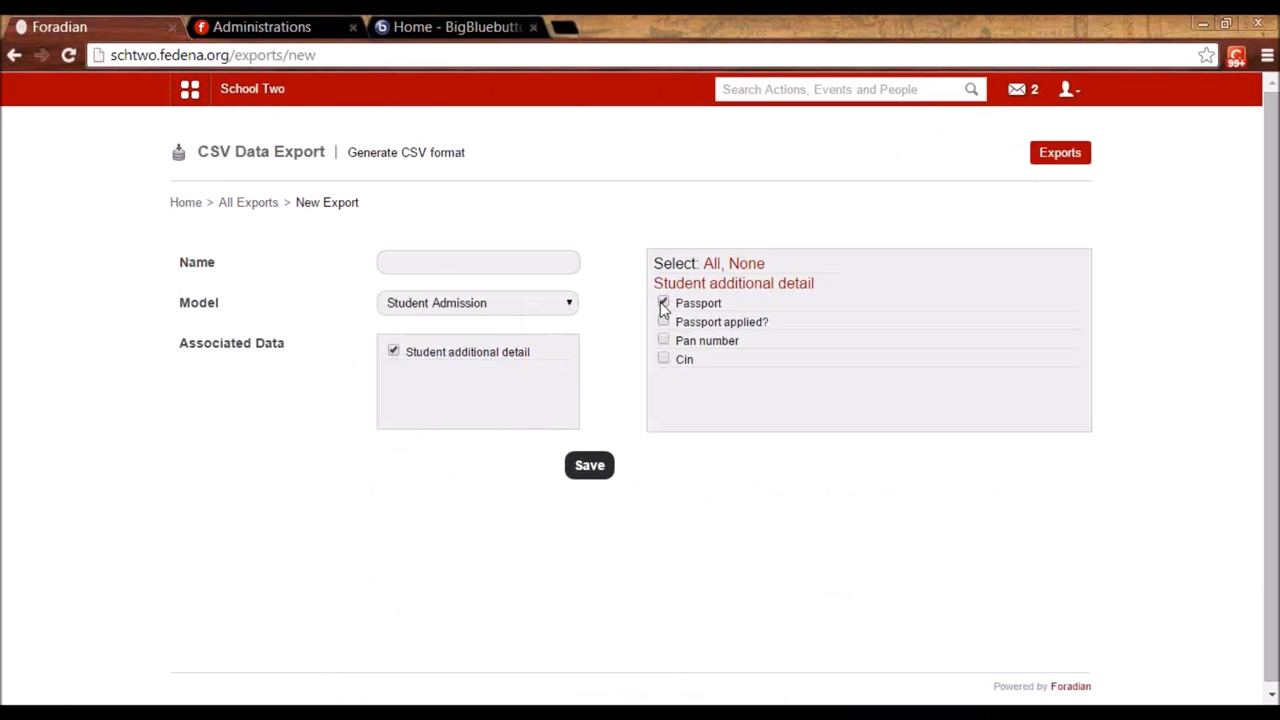 Foradian
Administrations
Home - BigBluebutt
schtwo.fedena.org/exports/new
99+
School Two
Search Actions, Events and People
2
CSV Data Export | Generate CSV format
Exports
Home > All Exports > New Export
Name
Select: All, None
Student additional detail
Model
Student Admission
Passport
Passport applied?
Associated Data
Pan number
Student additional detail
Cin
Save
Powered by Foradian